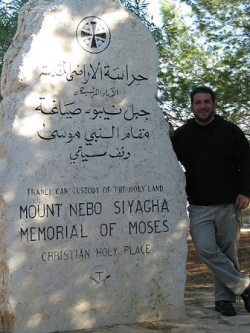 حراسة الأراضي المقدسة
جبل نيبو - صياغة
مقام النبي موسى
وقف مسيحي
FRANCISCAN CUSTODY OF THE HOLY LAND
MOUNT NEBO SIYAGHA
MEMORIAL OF MOSES
CHRISTIAN HOLY PLACE